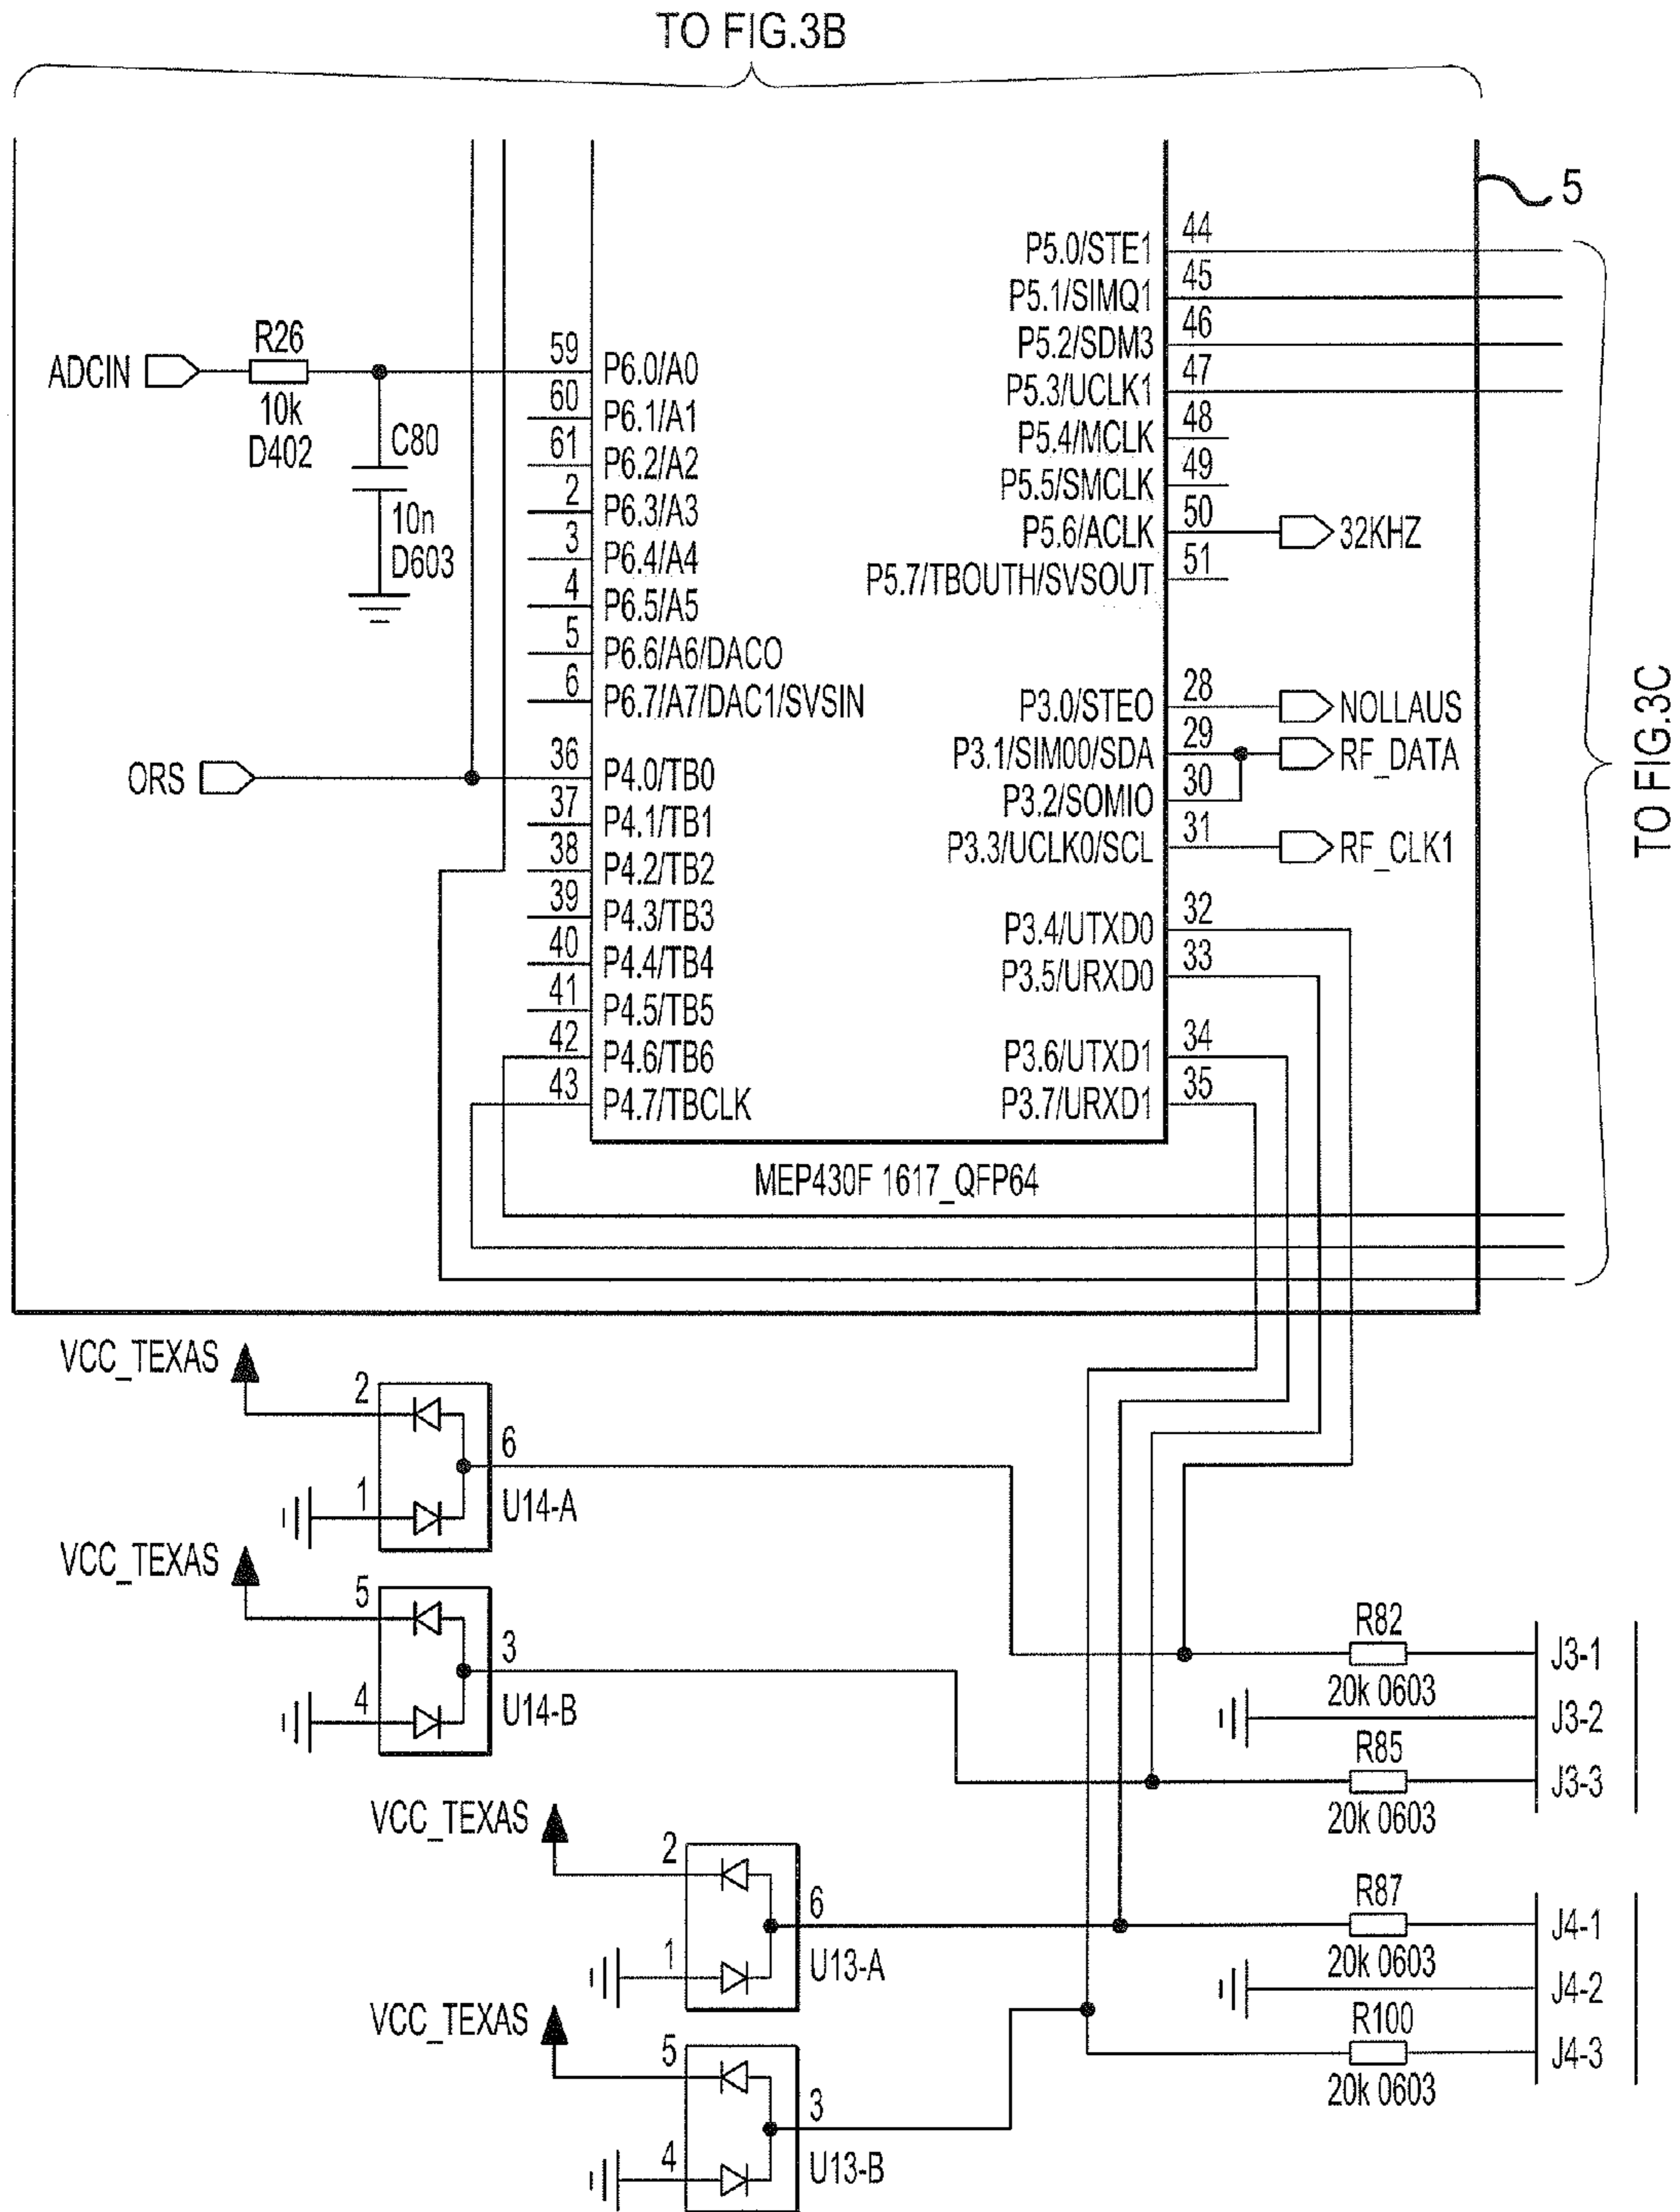 TO FIG.3B
5
ADCIN
R26
10k
D402
C80
10n
D603
ORS
59 P6.0/A0
60 P6.1/A1
61 P6.2/A2
2 P6.3/A3
3 P6.4/A4
4 P6.5/A5
5 P6.6/A6/DACO
6 P6.7/A7/DAC1/SVSIN
36 P4.0/TB0
37 P4.1/TB1
38 P4.2/TB2
39 P4.3/TB3
40 P4.4/TB4
41 P4.5/TB5
42 P4.6/TB6
43 P4.7/TBCLK
P5.0/STE1 44
P5.1/SIMQ1 45
P5.2/SDM3 46
P5.3/UCLK1 47
P5.4/MCLK 48
P5.5/SMCLK 49
P5.6/ACLK 50 32KHZ
P5.7/TBOUTH/SVSOUT 51
P3.0/STEO 28 NOLLAUS
P3.1/SIM00/SDA 29 RF_DATA
P3.2/SOMIO 30
P3.3/UCLK0/SCL 31 RF_CLK1
P3.4/UTXD0 32
P3.5/URXD0 33
P3.6/UTXD1 34
P3.7/URXD1 35
MEP430F 1617_QFP64
TO FIG.3C
VCC_TEXAS
2
6
1
U14-A
VCC_TEXAS
5
3
4
U14-B
VCC_TEXAS
2
6
1
U13-A
VCC_TEXAS
5
3
4
U13-B
R82
20k 0603
J3-1
J3-2
R85
20k 0603
J3-3
R87
20k 0603
J4-1
J4-2
R100
20k 0603
J4-3